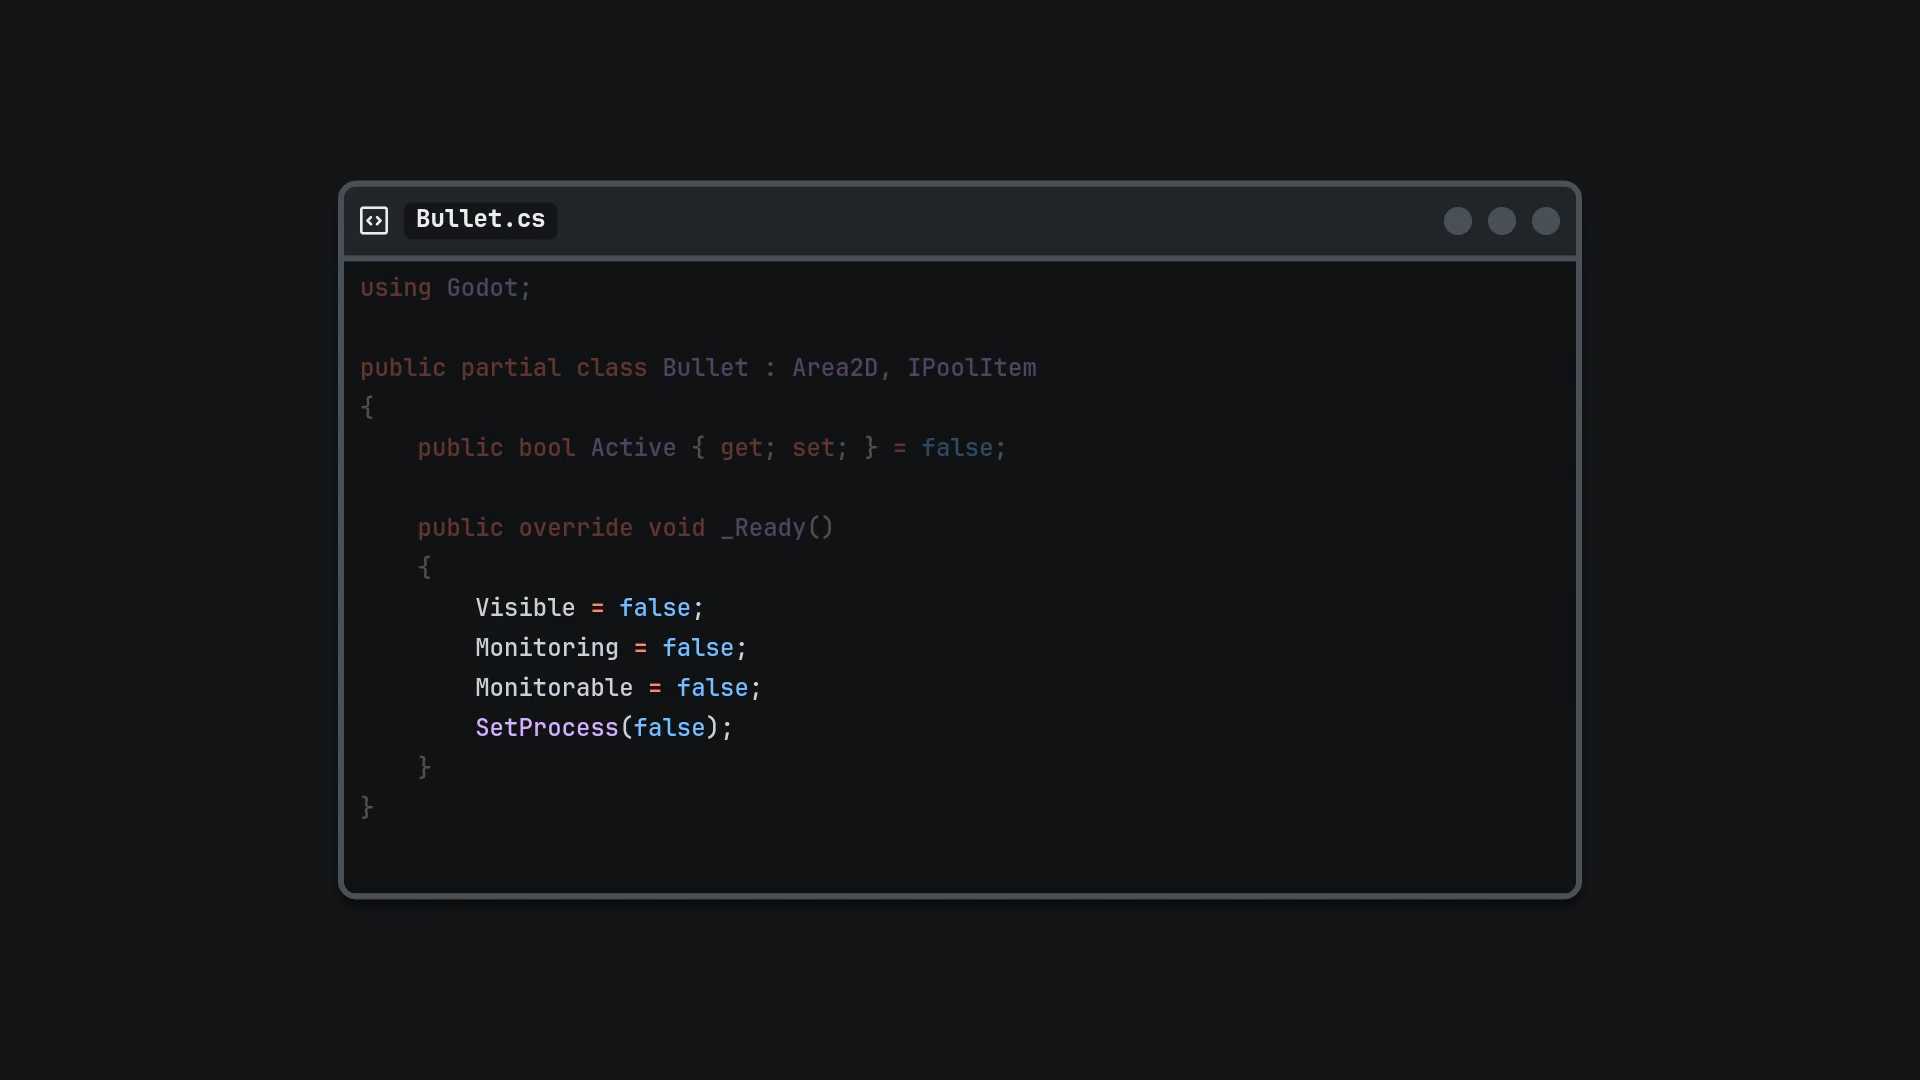 Bullet.cs
using Godot;
public partial class Bullet : Area2D, IPoolItem
{
    public bool Active { get; set; } = false;
    public override void _Ready()
    {
        Visible = false;
        Monitoring = false;
        Monitorable = false;
        SetProcess(false);
    }
}